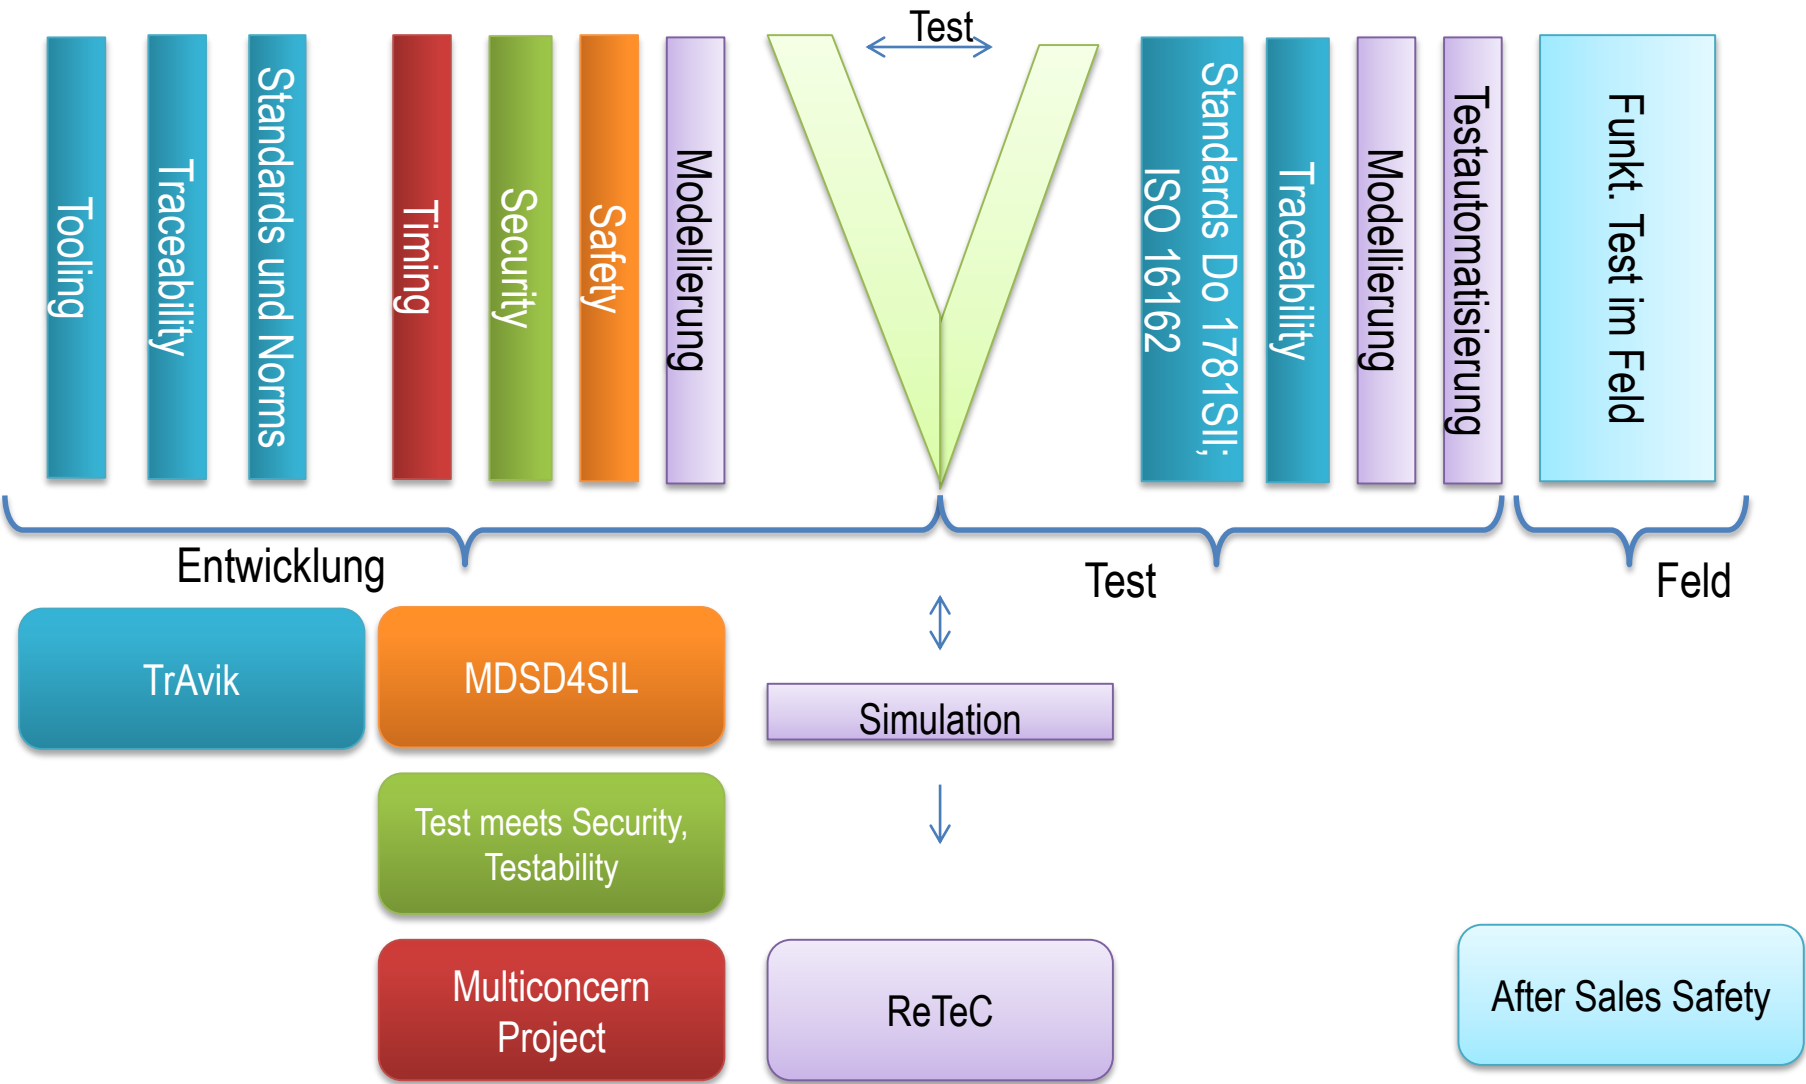 Tooling
Traceability
Standards und Norms
Timing
Security
Safety
Modellierung
Test
Standards Do 1781SII;
ISO 16162
Traceability
Modellierung
Testautomatisierung
Funkt. Test im Feld
Entwicklung
Test
Feld
TrAvik
MDSD4SIL
Simulation
Test meets Security,
Testability
Multiconcern
Project
ReTeC
After Sales Safety